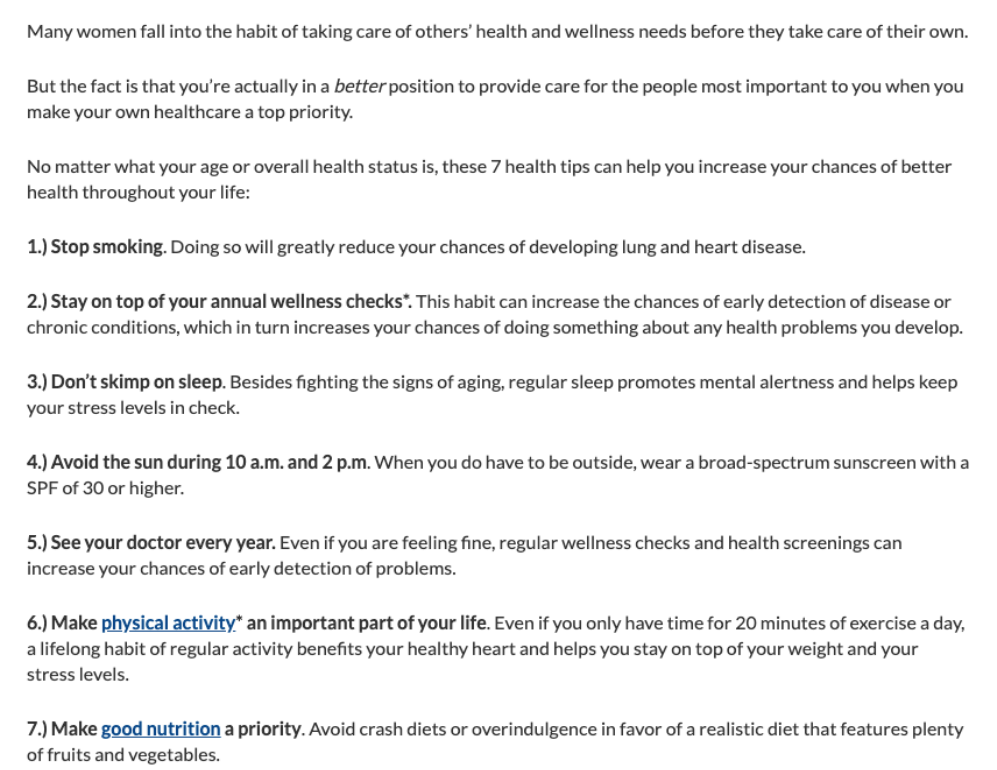 Many women fall into the habit of taking care of others' health and wellness needs before they take care of their own.
But the fact is that you're actually in a better position to provide care for the people most important to you when you
make your own healthcare a top priority.
No matter what your age or overall health status is, these 7 health tips can help you increase your chances of better
health throughout your life:
1.) Stop smoking. Doing so will greatly reduce your chances of developing lung and heart disease.
2.) Stay on top of your annual wellness checks*. This habit can increase the chances of early detection of disease or
chronic conditions, which in turn increases your chances of doing something about any health problems you develop.
3.) Don't skimp on sleep. Besides fighting the signs of aging, regular sleep promotes mental alertness and helps keep
your stress levels in check.
4.) Avoid the sun during 10 a.m. and 2 p.m. When you do have to be outside, wear a broad-spectrum sunscreen with a
SPF of 30 or higher.
5.) See your doctor every year. Even if you are feeling fine, regular wellness checks and health screenings can
increase your chances of early detection of problems.
6.) Make physical activity* an important part of your life. Even if you only have time for 20 minutes of exercise a day,
a lifelong habit of regular activity benefits your healthy heart and helps you stay on top of your weight and your
stress levels.
7.) Make good nutrition a priority. Avoid crash diets or overindulgence in favor of a realistic diet that features plenty
of fruits and vegetables.